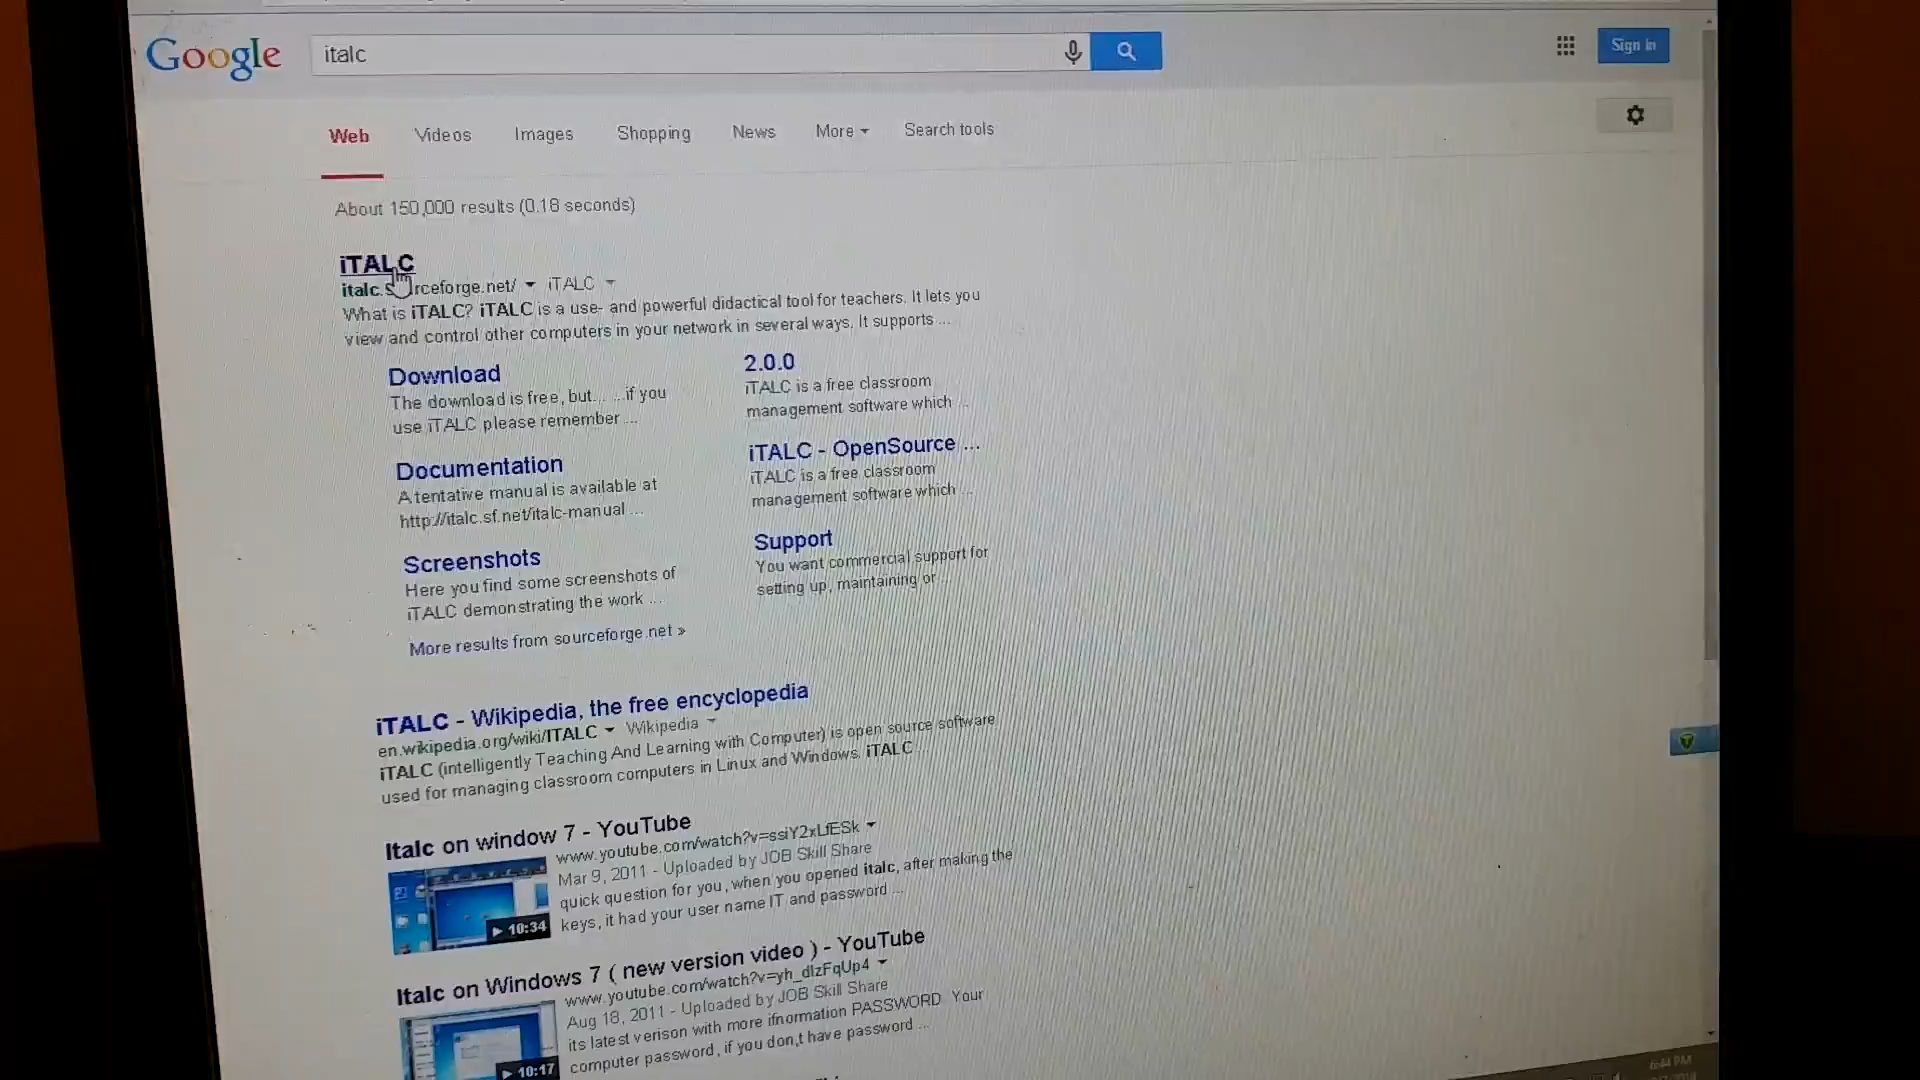 Google
italc
Sign in
Web Videos Images Shopping News More Search tools
About 150,000 results (0.18 seconds)
iTALC
italc.s rceforge.net/ iTALC
What is iTALC? iTALC is a use- and powerful didactical tool for teachers. It lets you
view and control other computers in your network in several ways. It supports ...
Download
The download is free, but... ...if you
use iTALC please remember ...
2.0.0
iTALC is a free classroom
management software which ...
Documentation
A tentative manual is available at
http://italc.sf.net/italc-manual ...
iTALC - OpenSource ...
iTALC is a free classroom
management software which ...
Screenshots
Here you find some screenshots of
iTALC demonstrating the work ...
Support
You want commercial support for
setting up, maintaining or ...
More results from sourceforge.net »
iTALC - Wikipedia, the free encyclopedia
en.wikipedia.org/wiki/ITALC Wikipedia
iTALC (intelligently Teaching And Learning with Computer) is open source software
used for managing classroom computers in Linux and Windows. iTALC ...
Italc on window 7 - YouTube
www.youtube.com/watch?v=ssiY2xLfESk
Mar 9, 2011 - Uploaded by JOB Skill Share
quick question for you, when you opened italc, after making the
keys, it had your user name IT and password ...
10:34
Italc on Windows 7 ( new version video ) - YouTube
www.youtube.com/watch?v=yh_dlzFqUp4
Aug 18, 2011 - Uploaded by JOB Skill Share
its latest verison with more ifnormation PASSWORD Your
computer password, if you don,t have password ...
10:17
6:44 PM